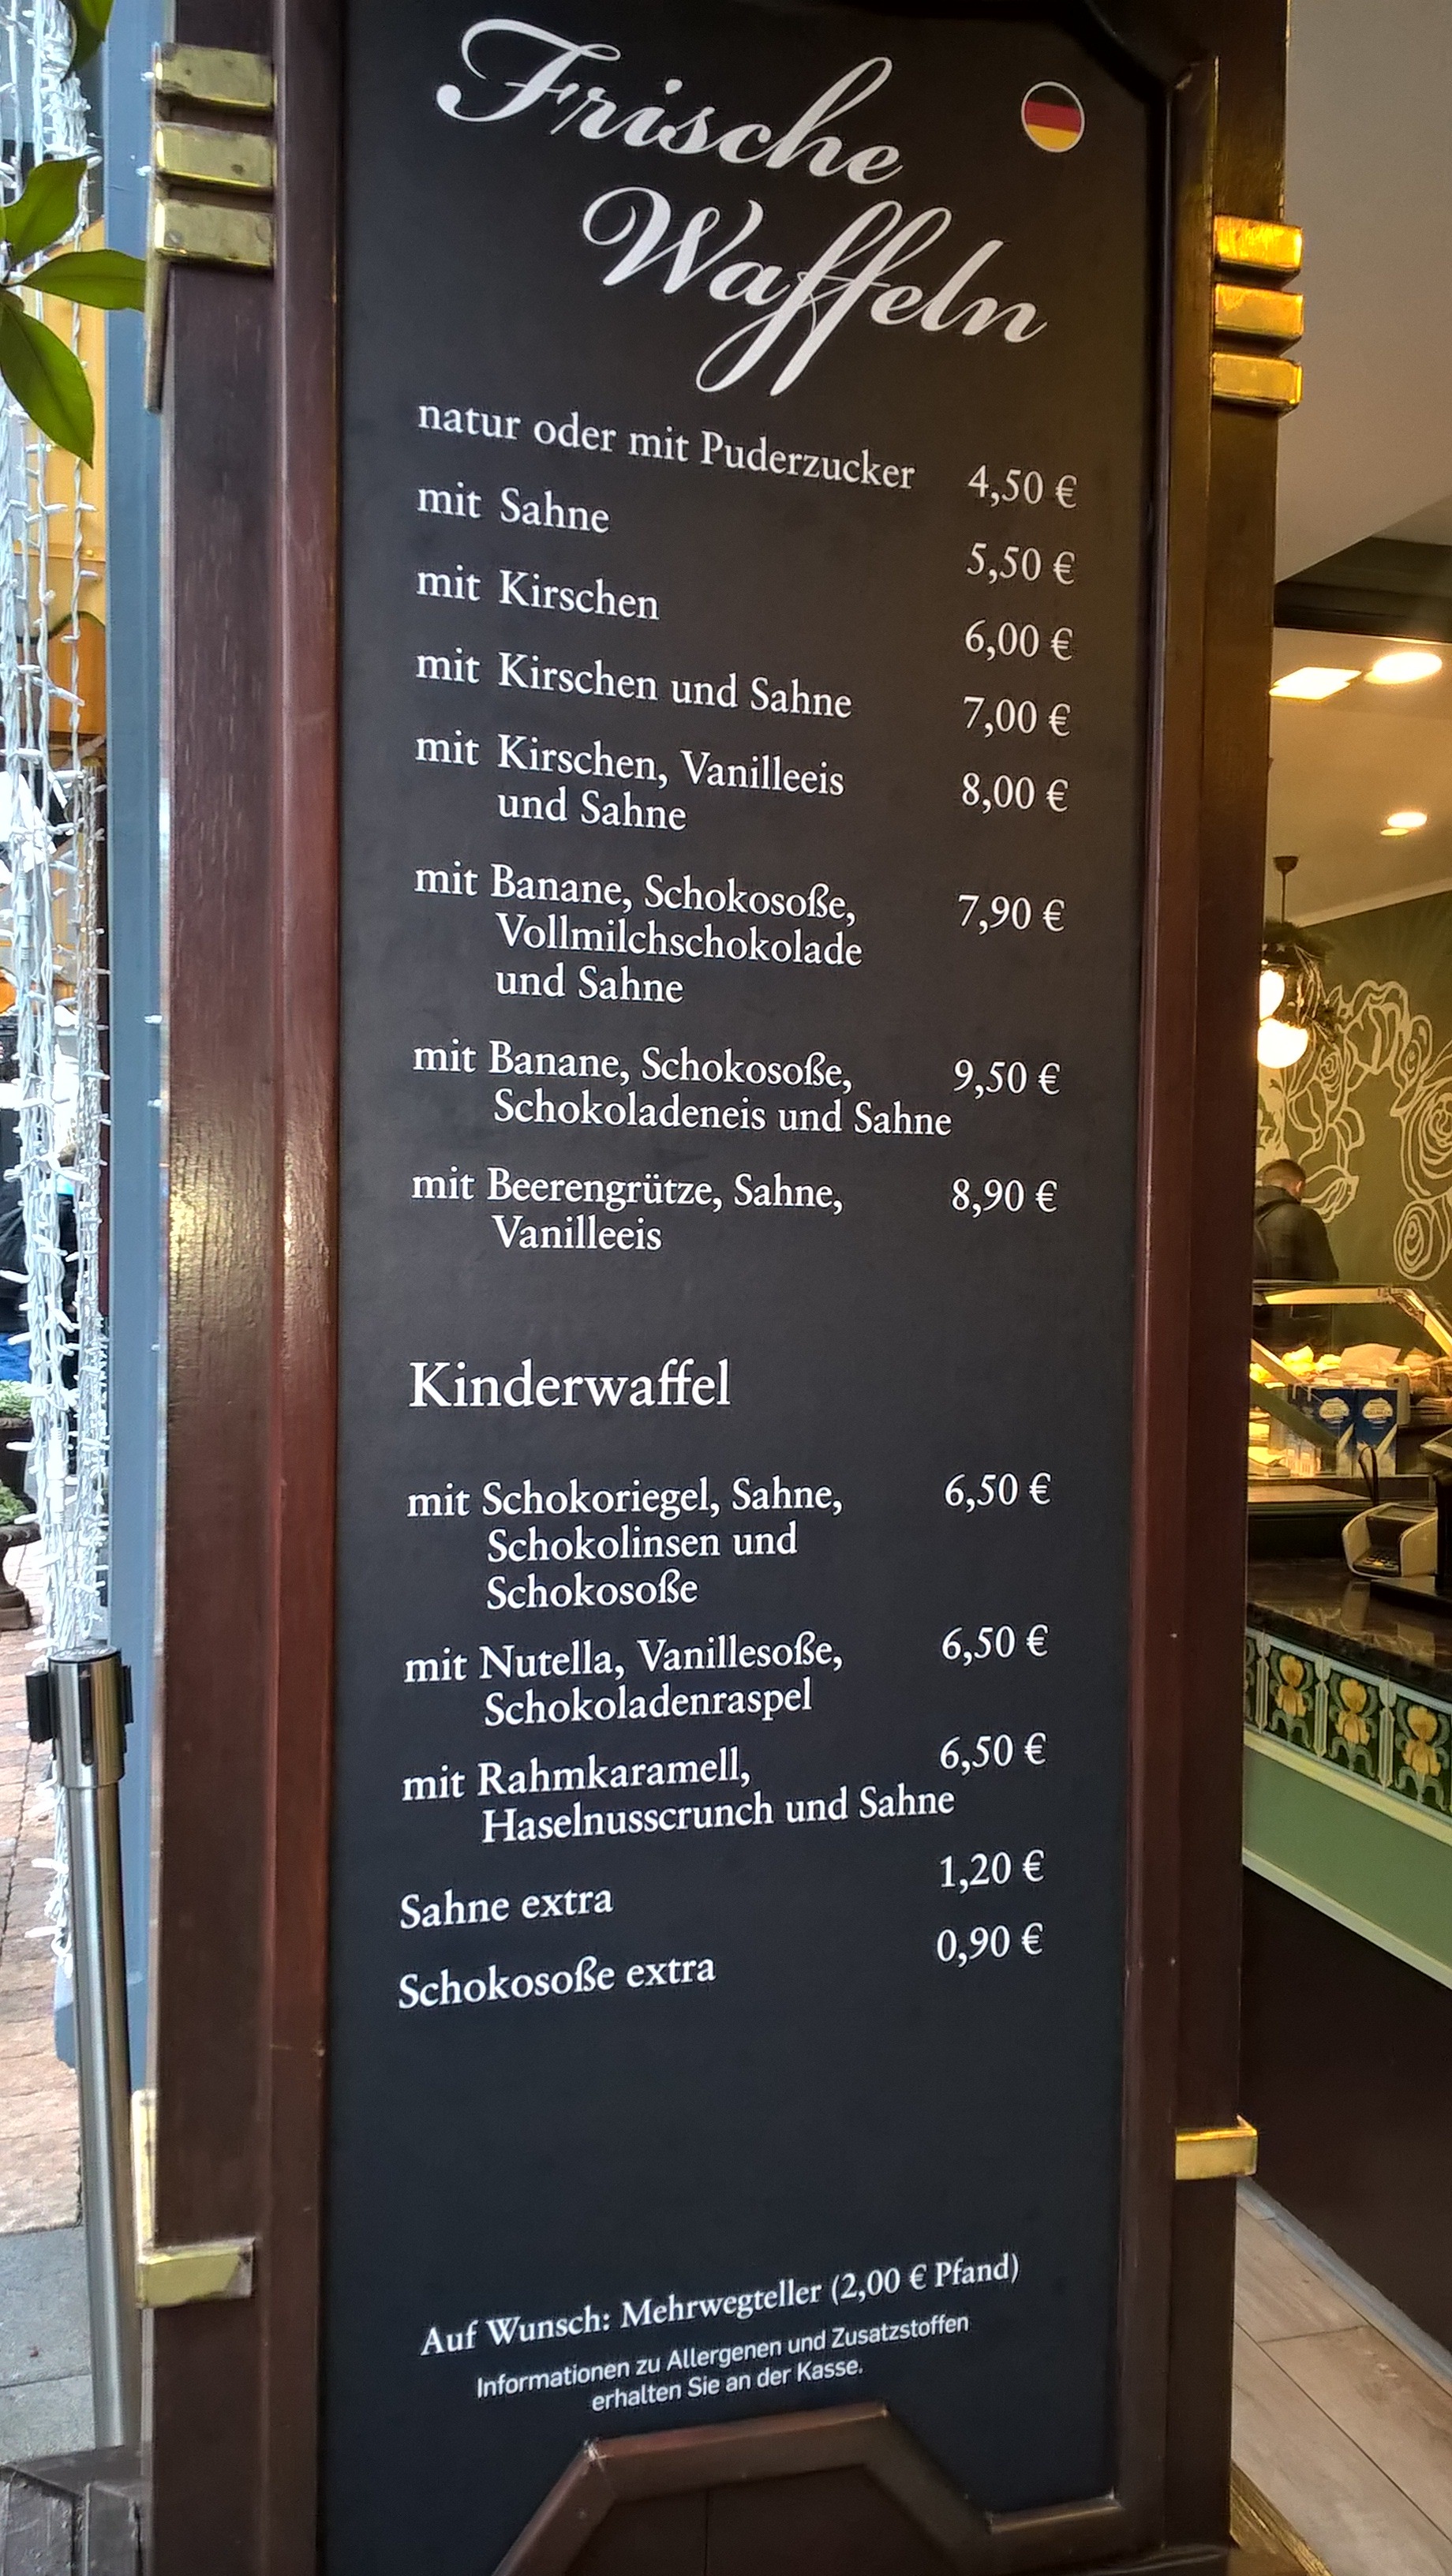 Frische
Waffeln
natur oder mit Puderzucker 4,50 €
mit Sahne 5,50 €
mit Kirschen 6,00 €
mit Kirschen und Sahne 7,00 €
mit Kirschen, Vanilleeis 8,00 €
und Sahne
mit Banane, Schokosoße, 7,90 €
Vollmilchschokolade
und Sahne
mit Banane, Schokosoße, 9,50 €
Schokoladeneis und Sahne
mit Beerengrütze, Sahne, 8,90 €
Vanilleeis
Kinderwaffel
mit Schokoriegel, Sahne, 6,50 €
Schokolinsen und
Schokosoße
mit Nutella, Vanillesoße, 6,50 €
Schokoladenraspel
mit Rahmkaramell, 6,50 €
Haselnusscrunch und Sahne
Sahne extra 1,20 €
Schokosoße extra 0,90 €
Auf Wunsch: Mehrwegteller (2,00 € Pfand)
Informationen zu Allergenen und Zusatzstoffen
erhalten Sie an der Kasse.